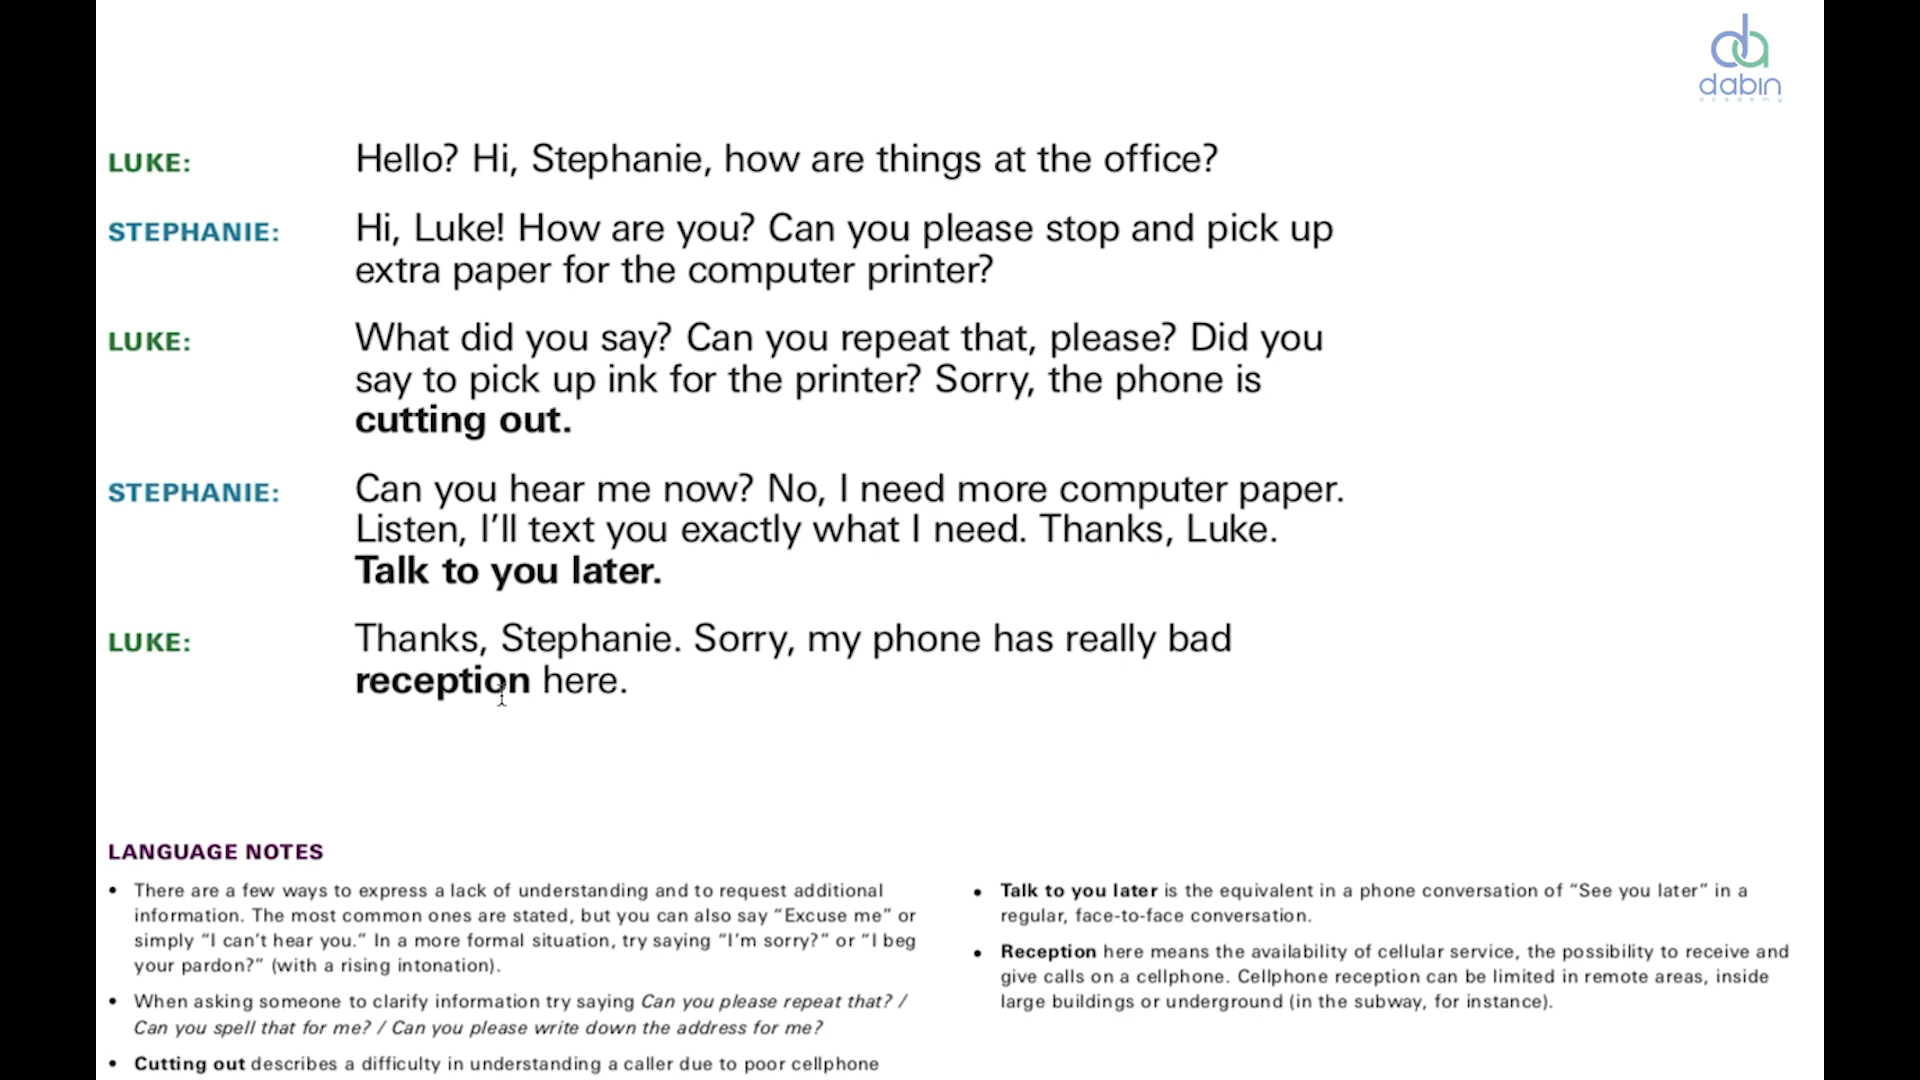 dabin
academy
LUKE: Hello? Hi, Stephanie, how are things at the office?
STEPHANIE: Hi, Luke! How are you? Can you please stop and pick up
extra paper for the computer printer?
LUKE: What did you say? Can you repeat that, please? Did you
say to pick up ink for the printer? Sorry, the phone is
cutting out.
STEPHANIE: Can you hear me now? No, I need more computer paper.
Listen, I’ll text you exactly what I need. Thanks, Luke.
Talk to you later.
LUKE: Thanks, Stephanie. Sorry, my phone has really bad
reception here.
LANGUAGE NOTES
• There are a few ways to express a lack of understanding and to request additional
information. The most common ones are stated, but you can also say “Excuse me” or
simply “I can’t hear you.” In a more formal situation, try saying “I’m sorry?” or “I beg
your pardon?” (with a rising intonation).
• When asking someone to clarify information try saying Can you please repeat that? /
Can you spell that for me? / Can you please write down the address for me?
• Cutting out describes a difficulty in understanding a caller due to poor cellphone
• Talk to you later is the equivalent in a phone conversation of “See you later” in a
regular, face-to-face conversation.
• Reception here means the availability of cellular service, the possibility to receive and
give calls on a cellphone. Cellphone reception can be limited in remote areas, inside
large buildings or underground (in the subway, for instance).